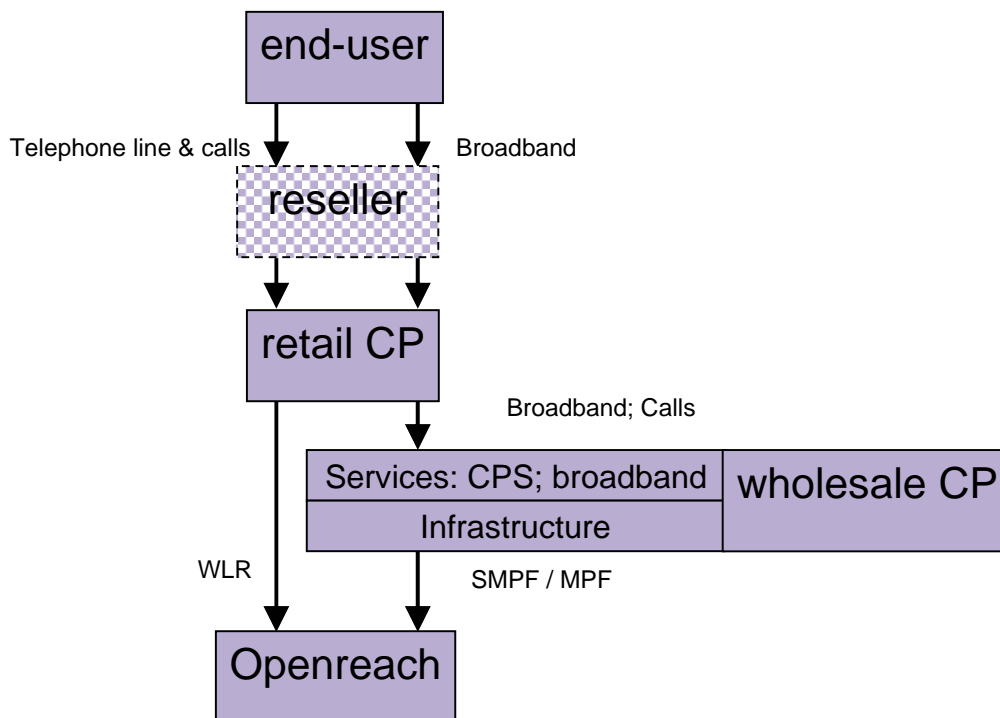 end-user
Telephone line & calls
Broadband
reseller
retail CP
Broadband; Calls
Services: CPS; broadband
wholesale CP
Infrastructure
WLR
SMPF / MPF
Openreach